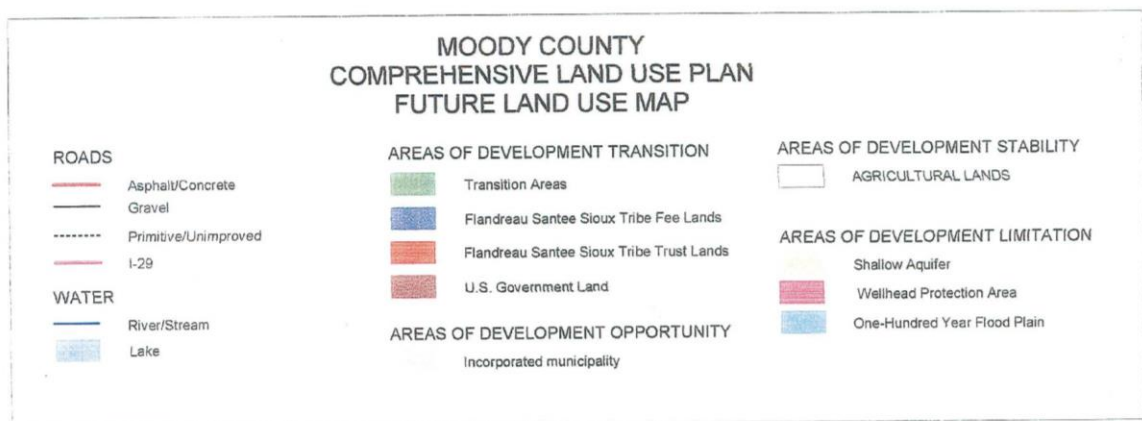 MOODY COUNTY
COMPREHENSIVE LAND USE PLAN
FUTURE LAND USE MAP
ROADS
Asphalt/Concrete
Gravel
Primitive/Unimproved
I-29
WATER
River/Stream
Lake
AREAS OF DEVELOPMENT TRANSITION
Transition Areas
Flandreau Santee Sioux Tribe Fee Lands
Flandreau Santee Sioux Tribe Trust Lands
U.S. Government Land
AREAS OF DEVELOPMENT OPPORTUNITY
Incorporated municipality
AREAS OF DEVELOPMENT STABILITY
AGRICULTURAL LANDS
AREAS OF DEVELOPMENT LIMITATION
Shallow Aquifer
Wellhead Protection Area
One-Hundred Year Flood Plain